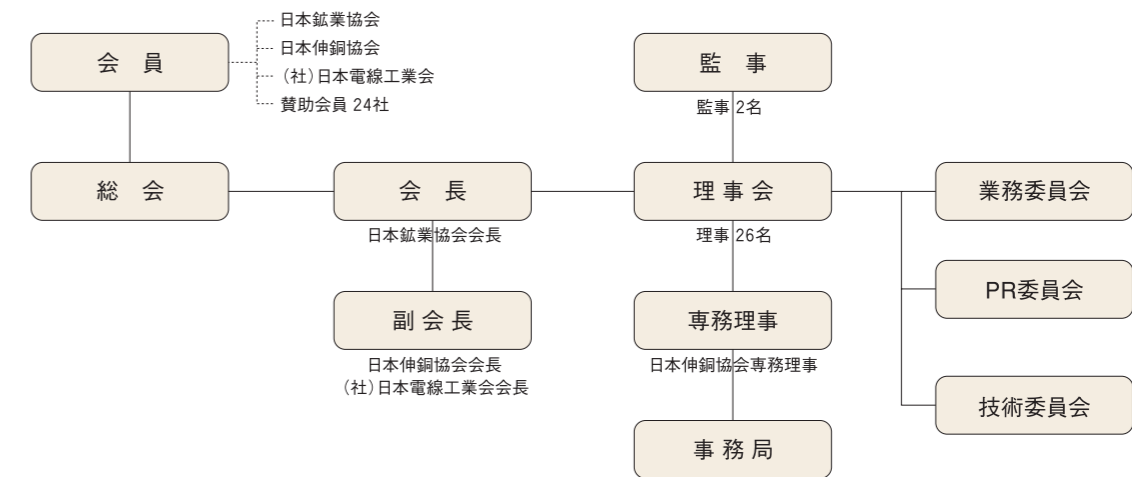 会　員
日本鉱業協会
日本伸銅協会
（社）日本電線工業会
賛助会員 24社
監　事
監事 2名
総　会
会　長
日本鉱業協会会長
理 事 会
理事 26名
業務委員会
PR委員会
副 会 長
日本伸銅協会会長
（社）日本電線工業会会長
専務理事
日本伸銅協会専務理事
技術委員会
事 務 局